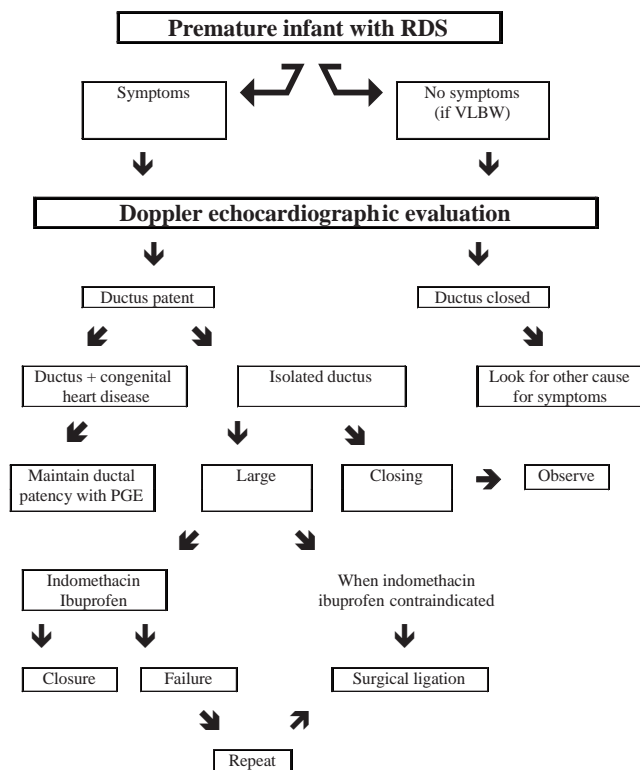 Premature infant with RDS
Symptoms
No symptoms
(if VLBW)
Doppler echocardiographic evaluation
Ductus patent
Ductus closed
Ductus + congenital
heart disease
Isolated ductus
Look for other cause
for symptoms
Maintain ductal
patency with PGE
Large
Closing
Observe
Indomethacin
Ibuprofen
When indomethacin
ibuprofen contraindicated
Closure
Failure
Surgical ligation
Repeat